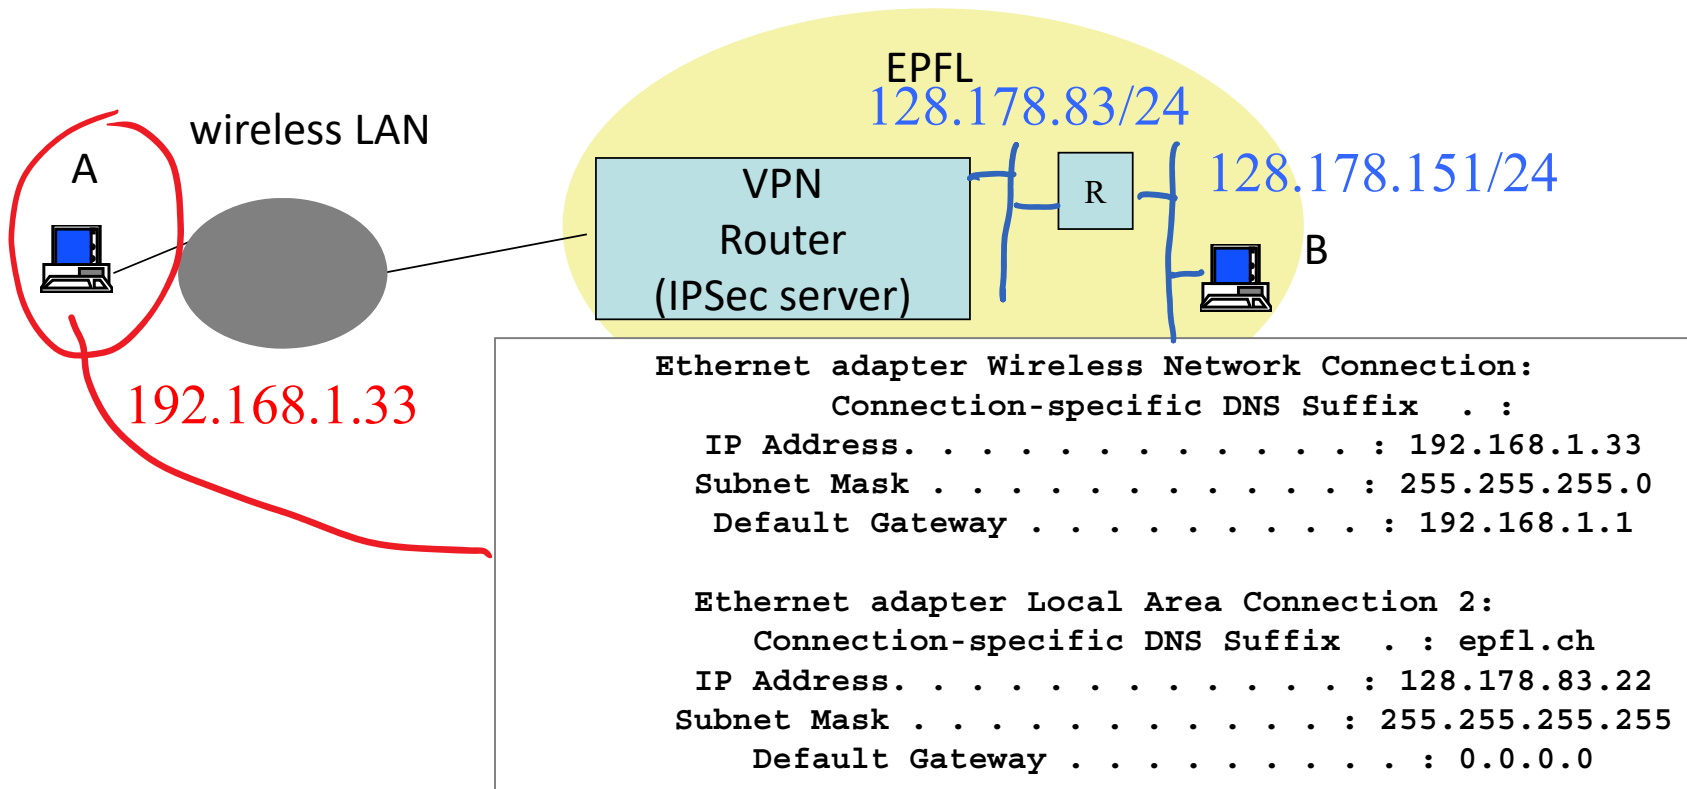 EPFL
128.178.83/24
wireless LAN
A
VPN
Router
(IPSec server)
R
128.178.151/24
B
192.168.1.33
Ethernet adapter Wireless Network Connection:
Connection-specific DNS Suffix  . :
IP Address. . . . . . . . . . . . : 192.168.1.33
Subnet Mask . . . . . . . . . . . : 255.255.255.0
Default Gateway . . . . . . . . . : 192.168.1.1
Ethernet adapter Local Area Connection 2:
Connection-specific DNS Suffix  . : epfl.ch
IP Address. . . . . . . . . . . . : 128.178.83.22
Subnet Mask . . . . . . . . . . . : 255.255.255.255
Default Gateway . . . . . . . . . : 0.0.0.0